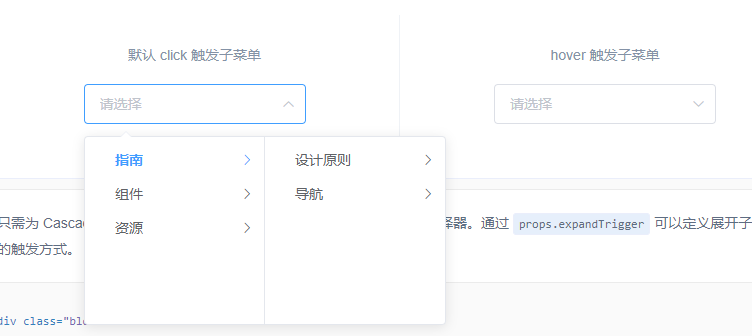 默认 click 触发子菜单
hover 触发子菜单
请选择
请选择
指南
设计原则
组件
导航
资源
只需为 Cascad
择器。通过 props.expandTrigger 可以定义展开子
的触发方式。
div class="blo